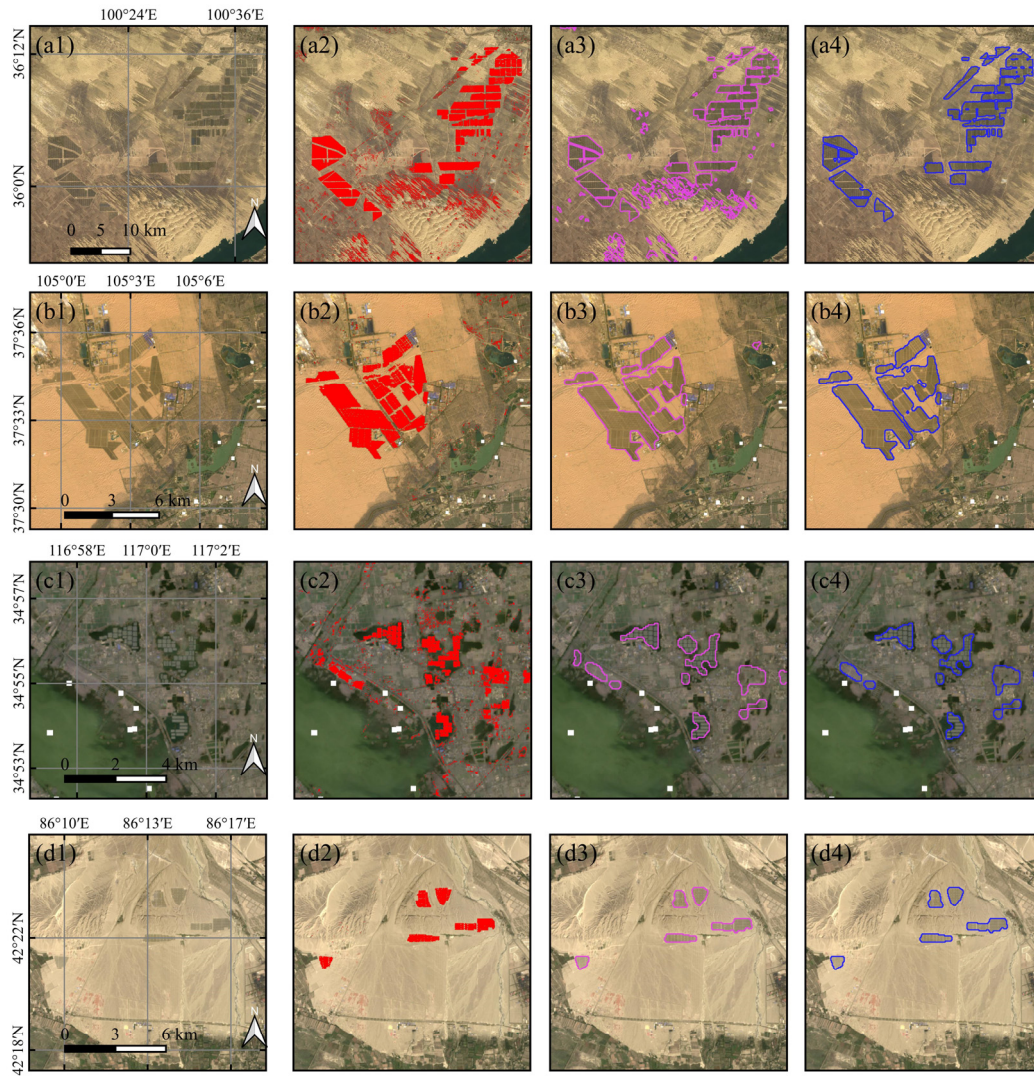 100°24′E 100°36′E
36°12′N
36°0′N
(a1) (a2) (a3) (a4)
N
0 5 10 km
105°0′E 105°3′E 105°6′E
37°36′N
37°33′N
37°30′N
(b1) (b2) (b3) (b4)
N
0 3 6 km
116°58′E 117°0′E 117°2′E
34°57′N
34°55′N
34°53′N
(c1) (c2) (c3) (c4)
N
0 2 4 km
86°10′E 86°13′E 86°17′E
42°22′N
42°18′N
(d1) (d2) (d3) (d4)
N
0 3 6 km